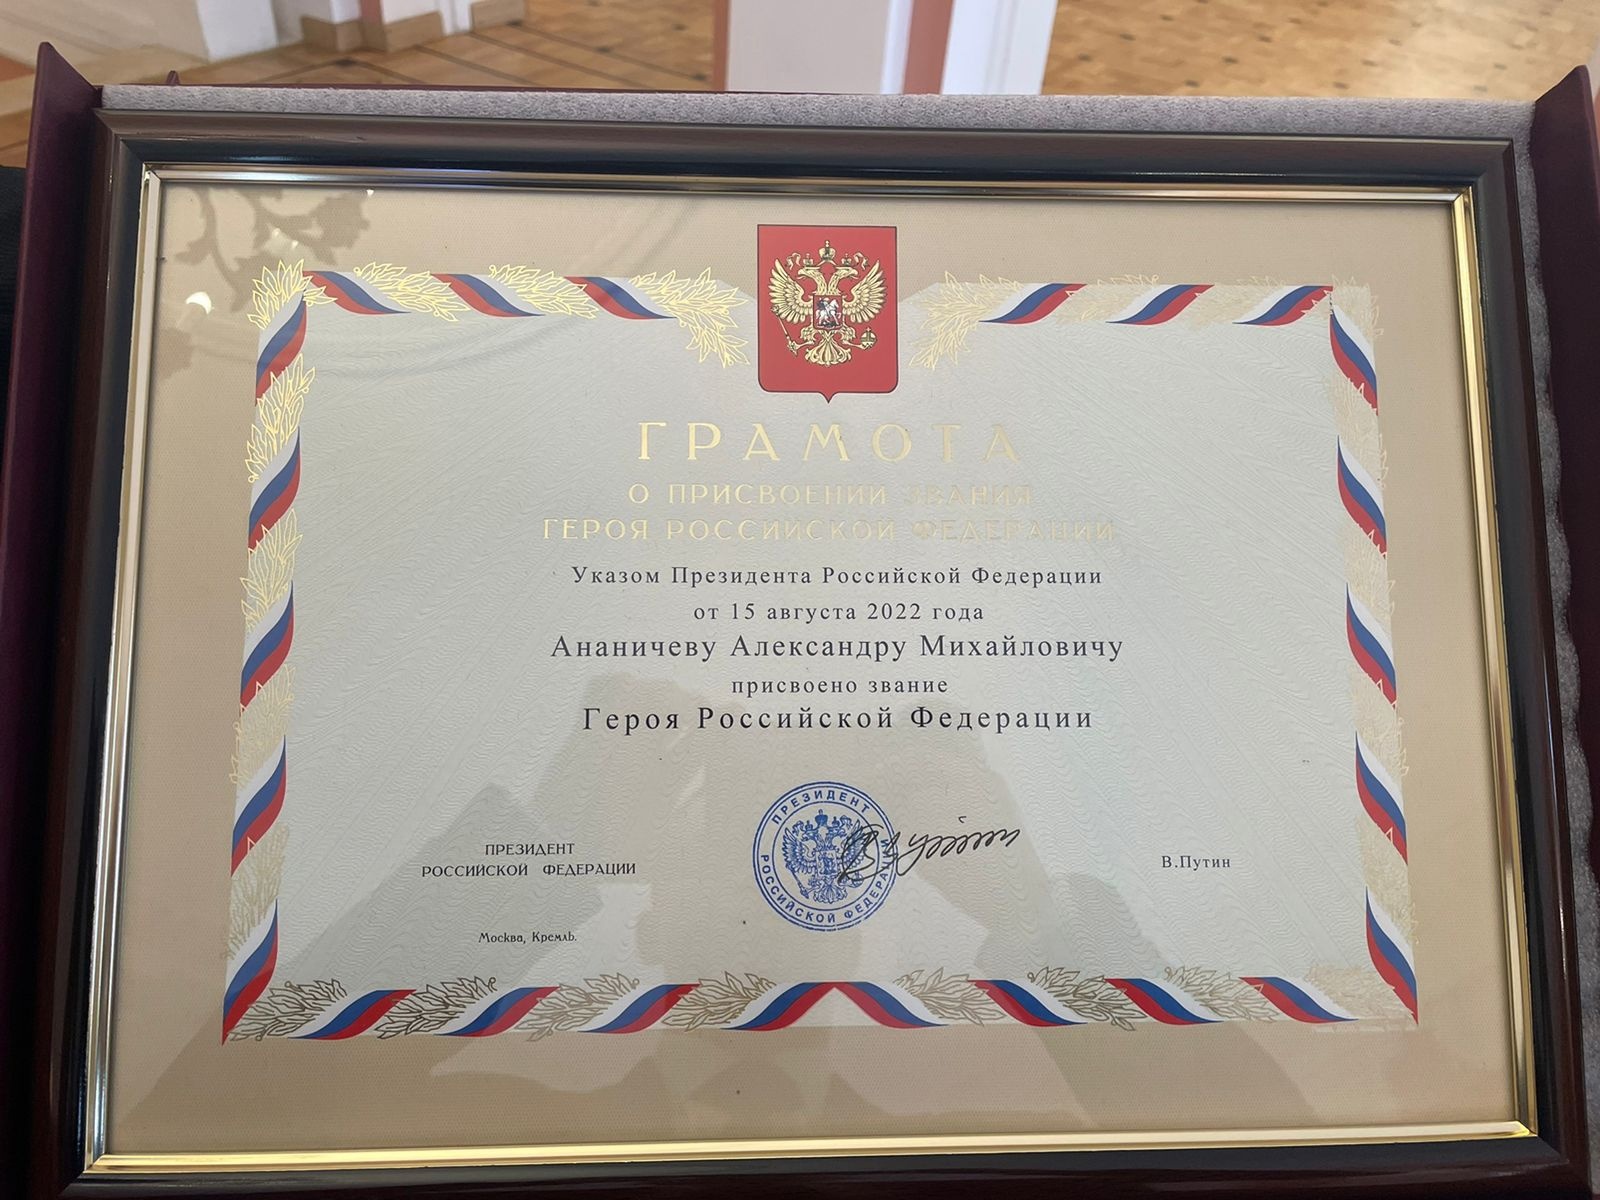 ГРАМОТА
О ПРИСВОЕНИИ ЗВАНИЯ
ГЕРОЯ РОССИЙСКОЙ ФЕДЕРАЦИИ
Указом Президента Российской Федерации
от 15 августа 2022 года
Ананичеву Александру Михайловичу
присвоено звание
Героя Российской Федерации
ПРЕЗИДЕНТ
РОССИЙСКОЙ ФЕДЕРАЦИИ
ПРЕЗИДЕНТ
РОССИЙСКОЙ ФЕДЕРАЦИИ
В.Путин
Москва, Кремль.